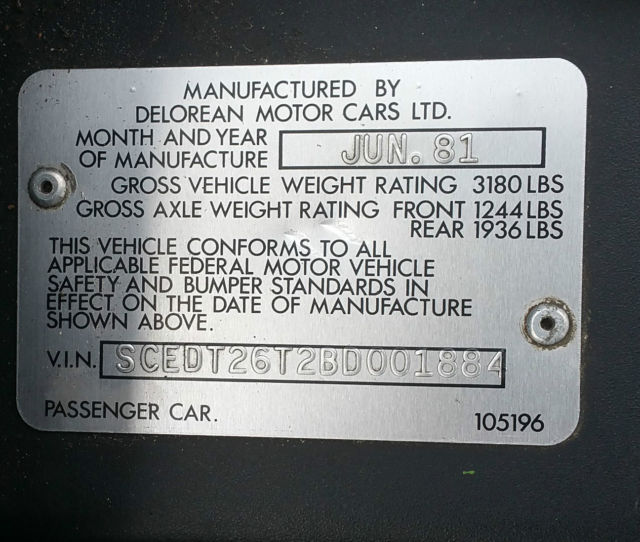 MANUFACTURED BY
DELOREAN MOTOR CARS LTD.
MONTH AND YEAR
OF MANUFACTURE JUN. 81
GROSS VEHICLE WEIGHT RATING 3180 LBS
GROSS AXLE WEIGHT RATING FRONT 1244 LBS
REAR 1936 LBS
THIS VEHICLE CONFORMS TO ALL
APPLICABLE FEDERAL MOTOR VEHICLE
SAFETY AND BUMPER STANDARDS IN
EFFECT ON THE DATE OF MANUFACTURE
SHOWN ABOVE.
V.I.N. SCEDT26T2BD001884
PASSENGER CAR. 105196